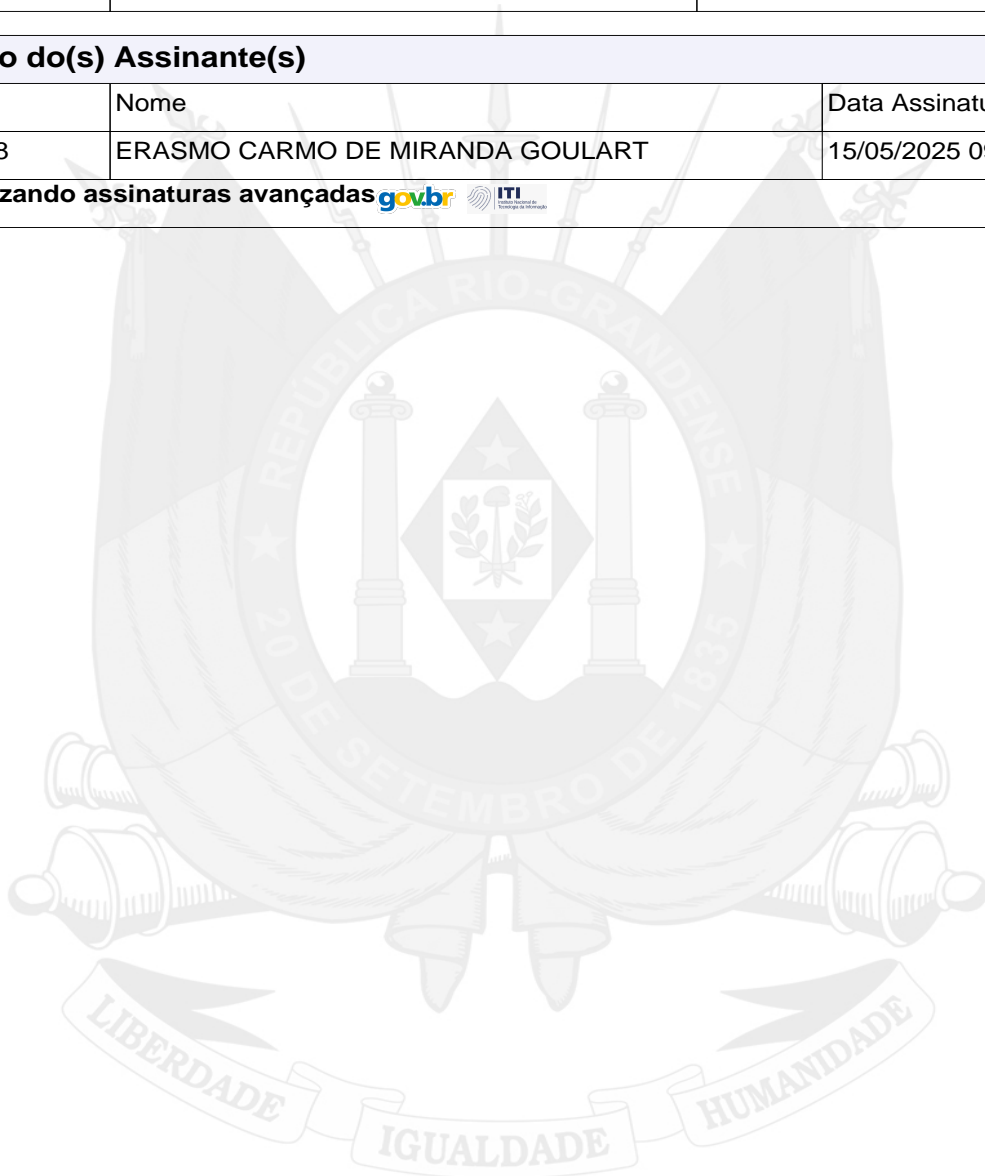 o do(s) Assinante(s)
Nome Data Assinatu
3 ERASMO CARMO DE MIRANDA GOULART 15/05/2025 09
zando assinaturas avançadas gov.br ITI
REPÚBLICA RIO-GRANDENSE
20 DE SETEMBRO DE 1835
LIBERDADE IGUALDADE HUMANIDADE